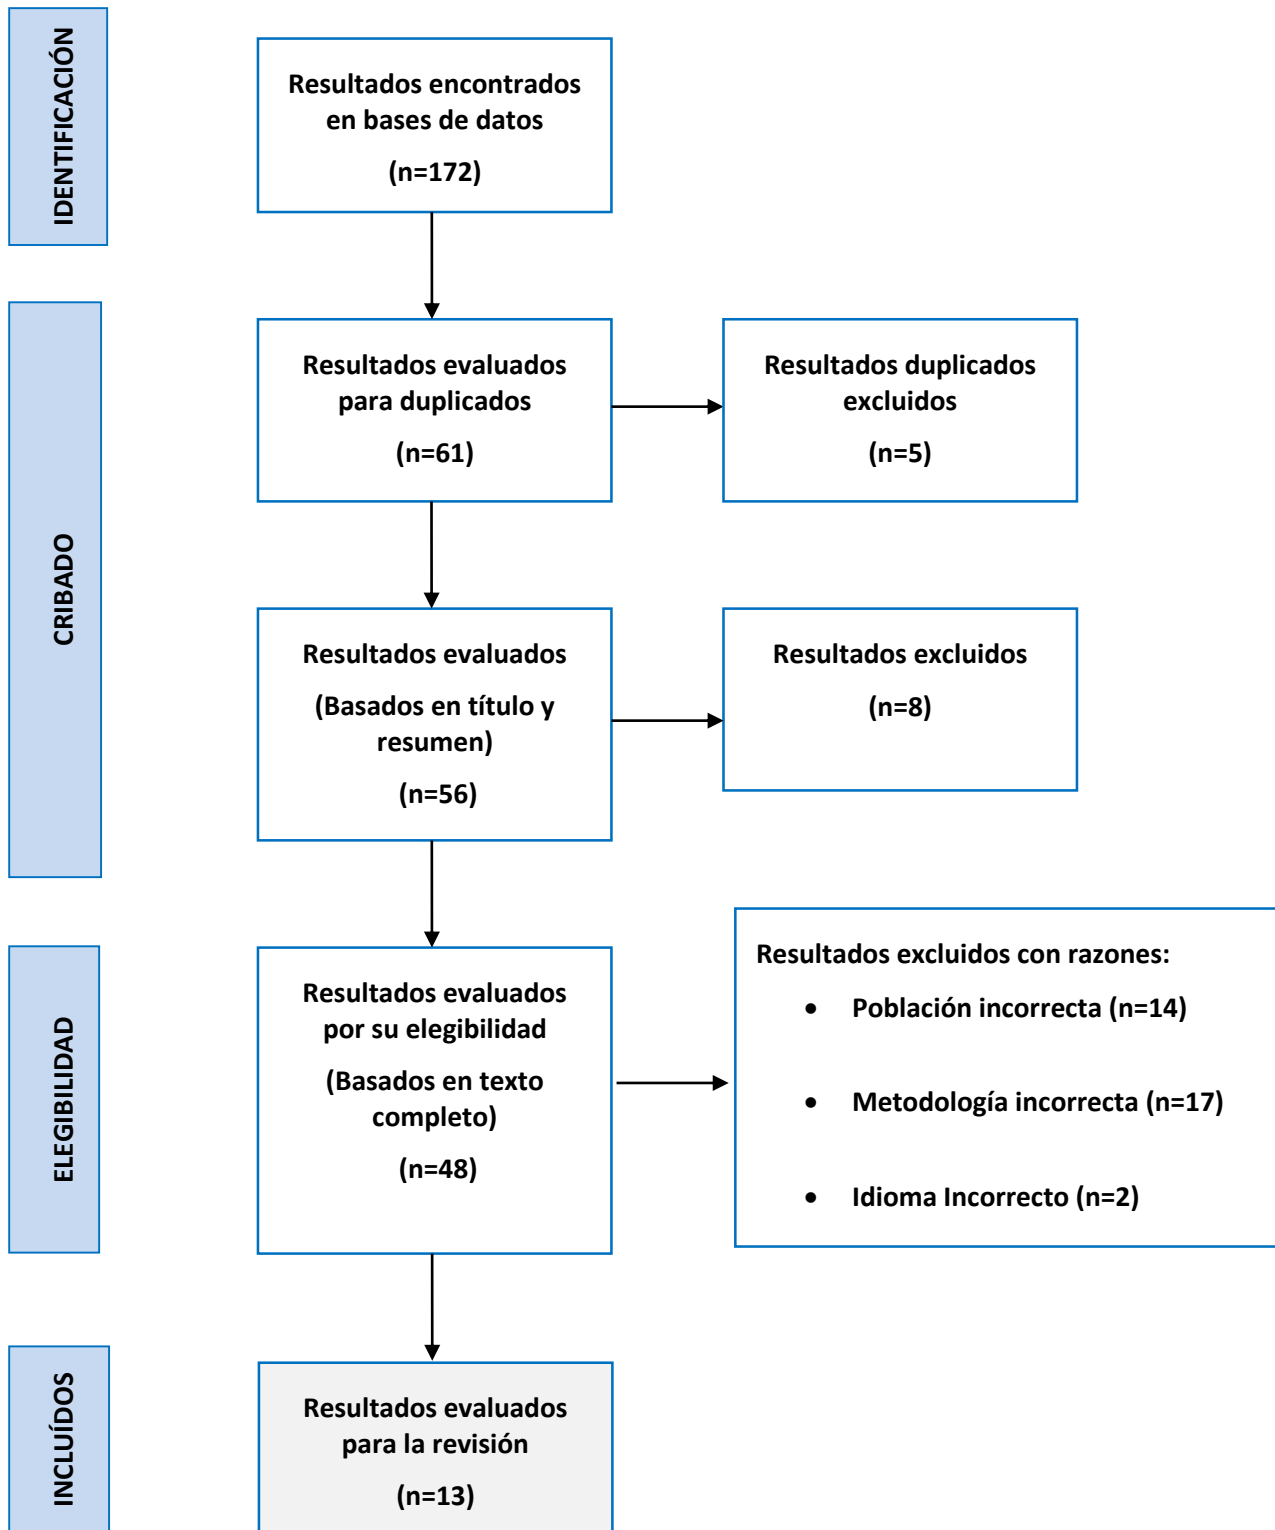 IDENTIFICACIÓN
Resultados encontrados
en bases de datos
(n=172)
CRIBADO
Resultados evaluados
para duplicados
(n=61)
Resultados duplicados
excluidos
(n=5)
Resultados evaluados
(Basados en título y
resumen)
(n=56)
Resultados excluidos
(n=8)
ELEGIBILIDAD
Resultados evaluados
por su elegibilidad
(Basados en texto
completo)
(n=48)
Resultados excluidos con razones:
• Población incorrecta (n=14)
• Metodología incorrecta (n=17)
• Idioma Incorrecto (n=2)
INCLUÍDOS
Resultados evaluados
para la revisión
(n=13)